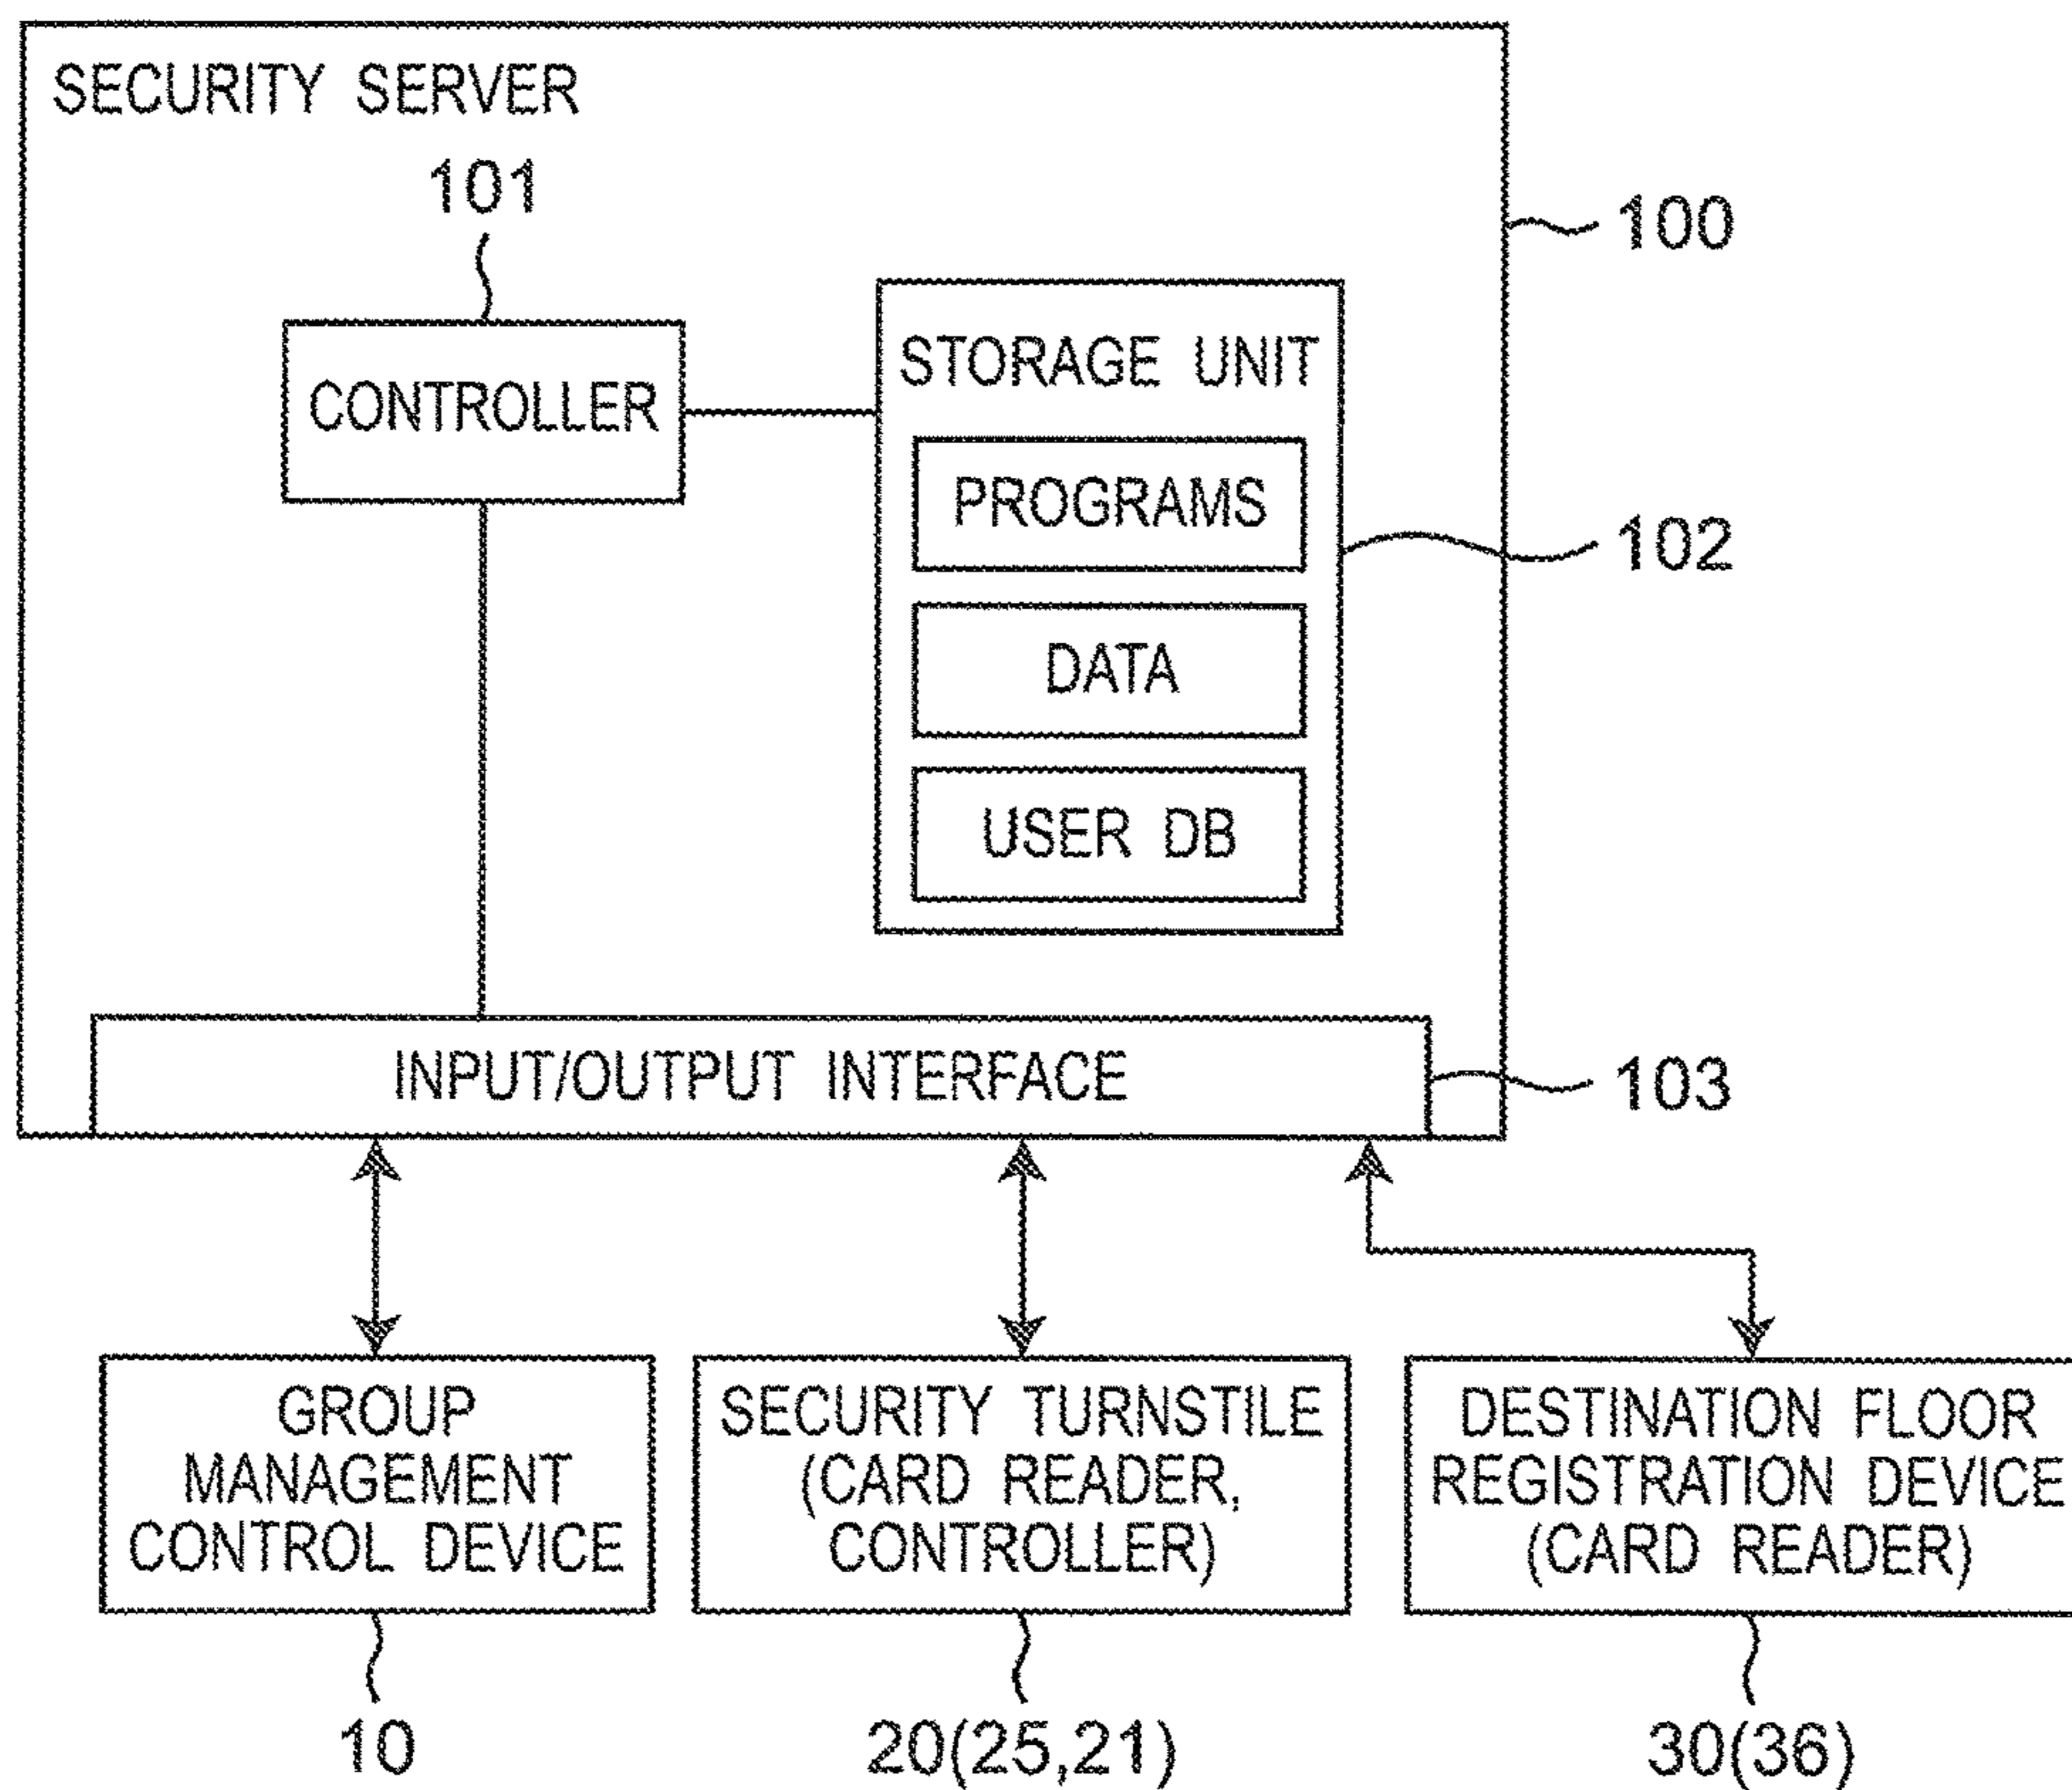 SECURITY SERVER
101
100
CONTROLLER
STORAGE UNIT
PROGRAMS
102
DATA
USER DB
INPUT/OUTPUT INTERFACE
103
GROUP
MANAGEMENT
CONTROL DEVICE
SECURITY TURNSTILE
(CARD READER,
CONTROLLER)
DESTINATION FLOOR
REGISTRATION DEVICE
(CARD READER)
10
20(25,21)
30(36)